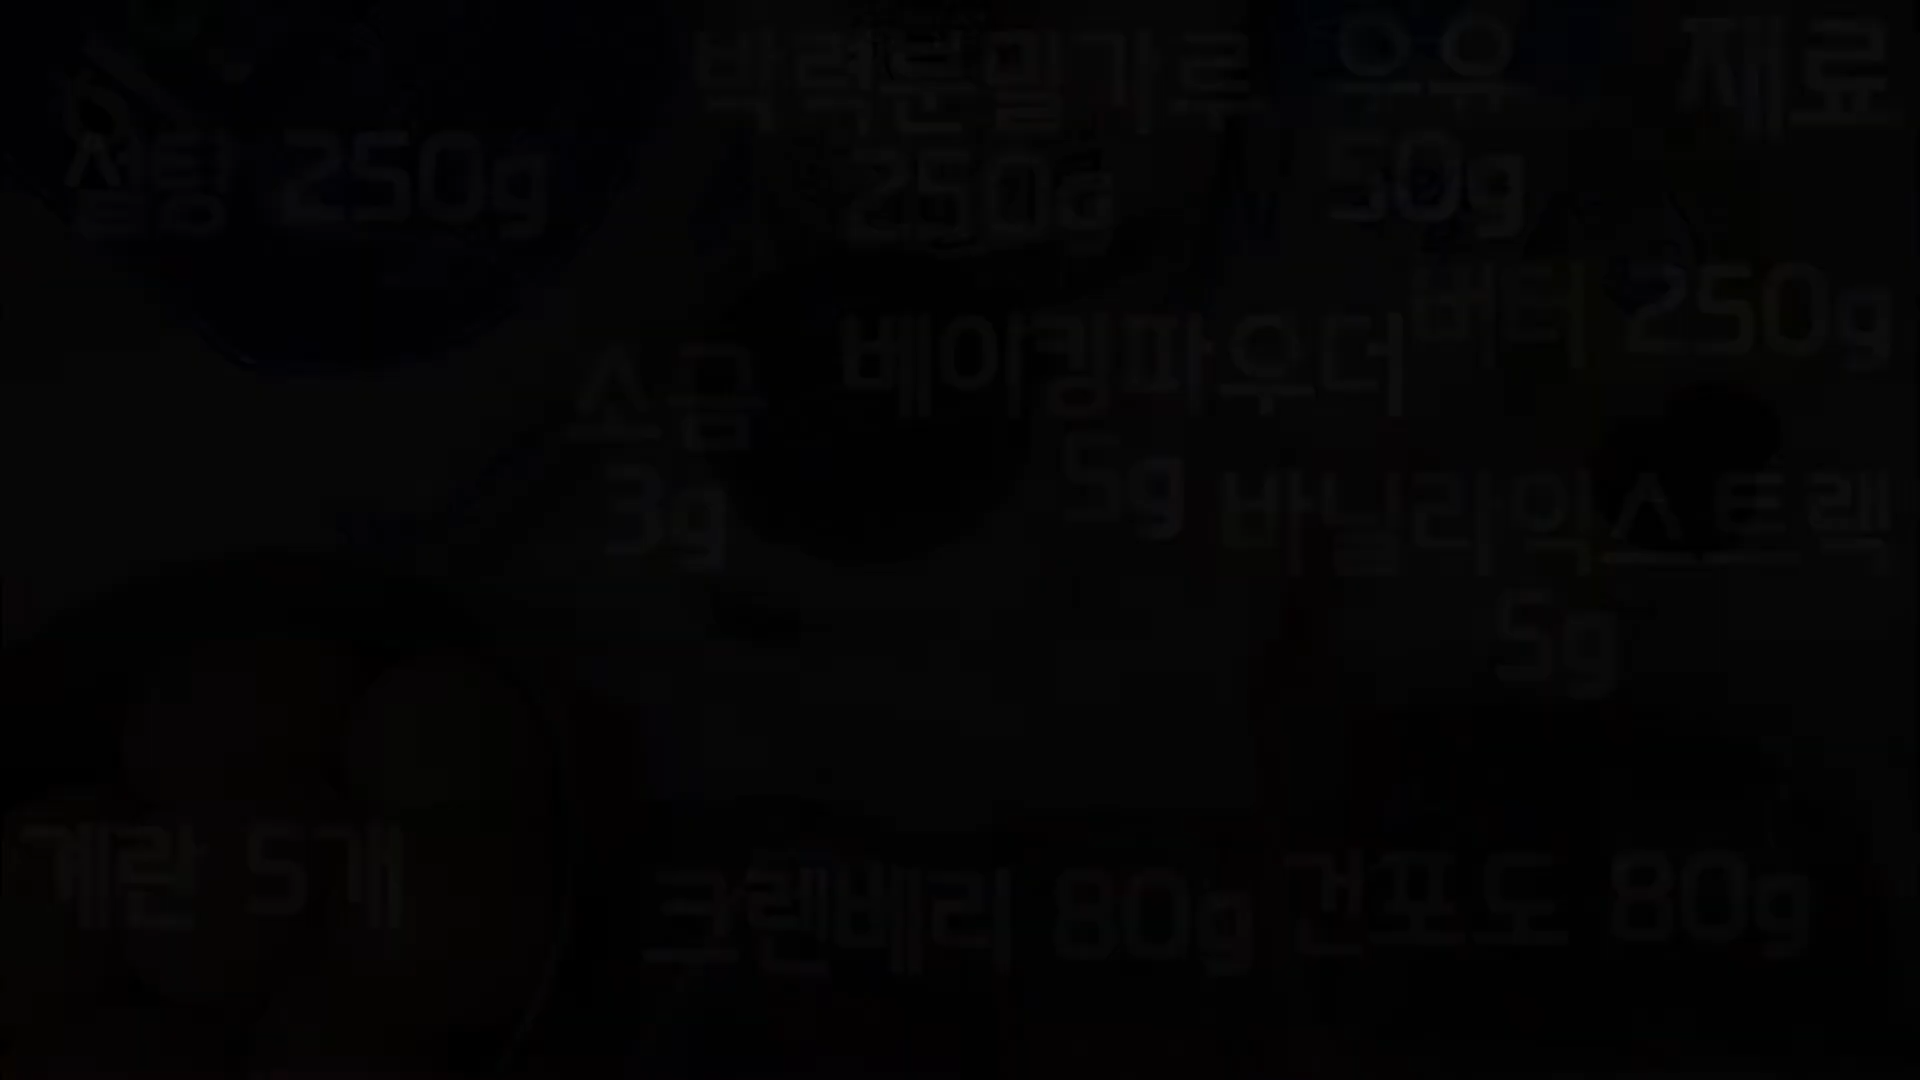 재료
설탕 250g
박력분밀가루
250g
우유
50g
버터 250g
소금
3g
베이킹파우더
5g
바닐라익스트랙
5g
계란 5개
크랜베리 80g
건포도 80g